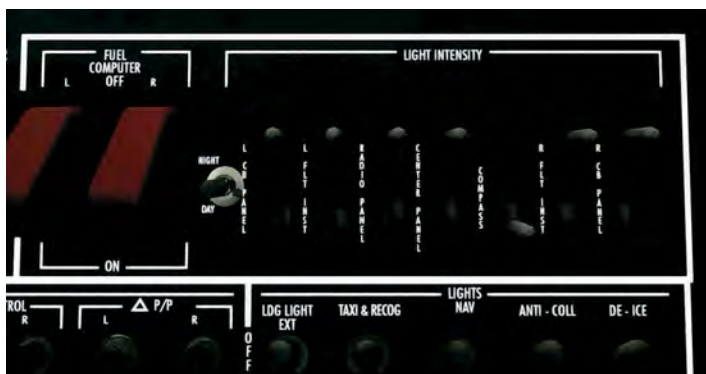 FUEL
COMPUTER
L OFF R
LIGHT INTENSITY
NIGHT
DAY
L CB PANEL
L FLT INST
RADIO PANEL
CENTER PANEL
COMPASS
R FLT INST
R CB PANEL
ON
TROL
R
Δ P/P
L R
OFF
LIGHTS
LDG LIGHT
EXT
TAXI & RECOG
NAV
ANTI - COLL
DE - ICE